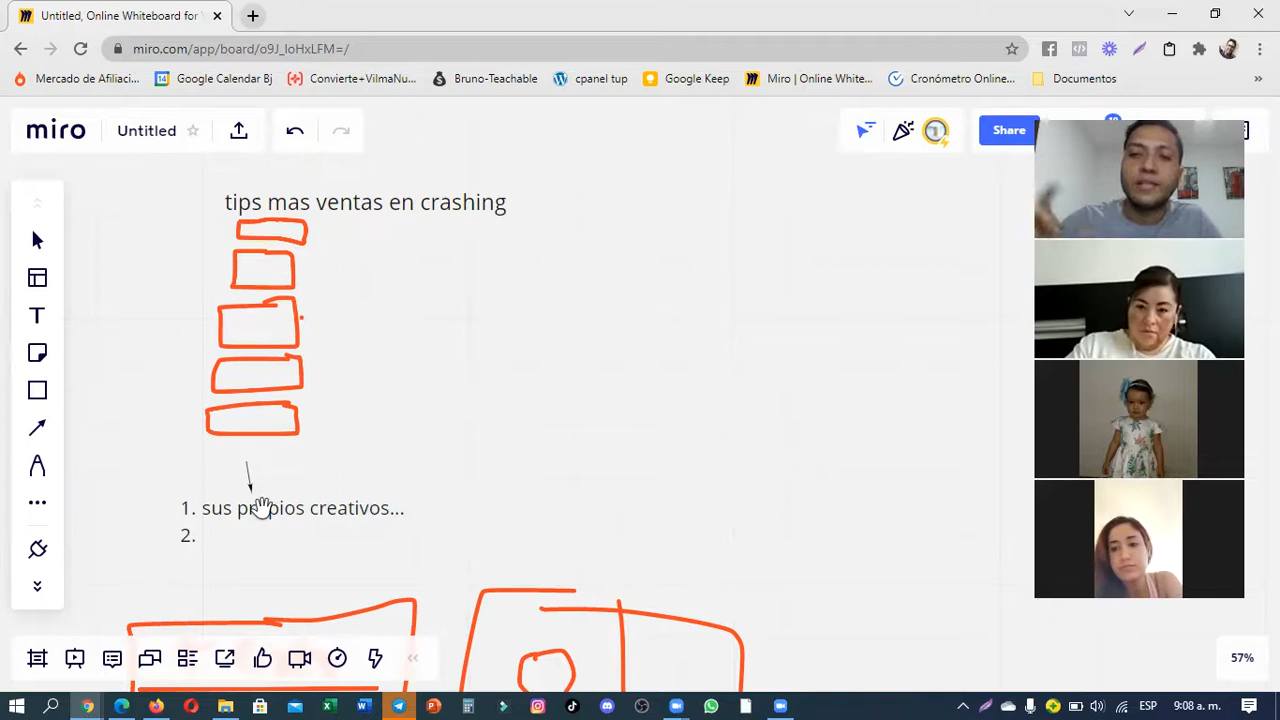 Untitled, Online Whiteboard for
miro.com/app/board/o9J_loHxLFM=/
Mercado de Afiliaci...
Google Calendar Bj
Convierte+VilmaNu...
Bruno-Teachable
cpanel tup
Google Keep
Miro | Online White...
Cronómetro Online...
Documentos
miro
Untitled
Share
tips mas ventas en crashing
1. sus propios creativos...
2.
57%
ESP
9:08 a. m.